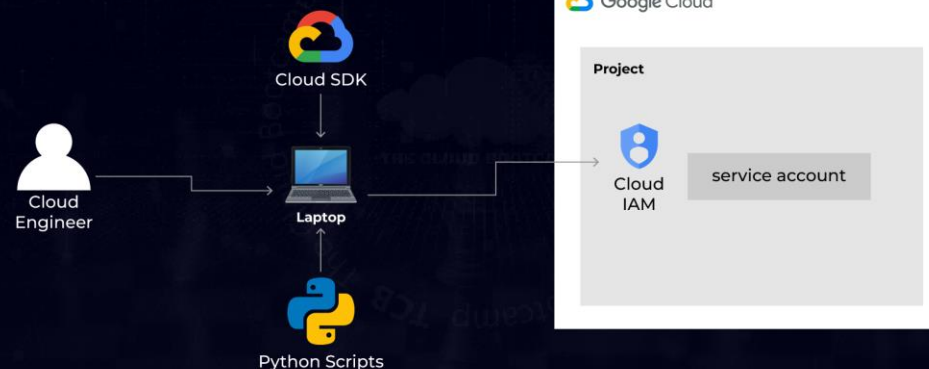 Google Cloud
Cloud SDK
Project
Cloud
Engineer
Laptop
Cloud
IAM
service account
Python Scripts